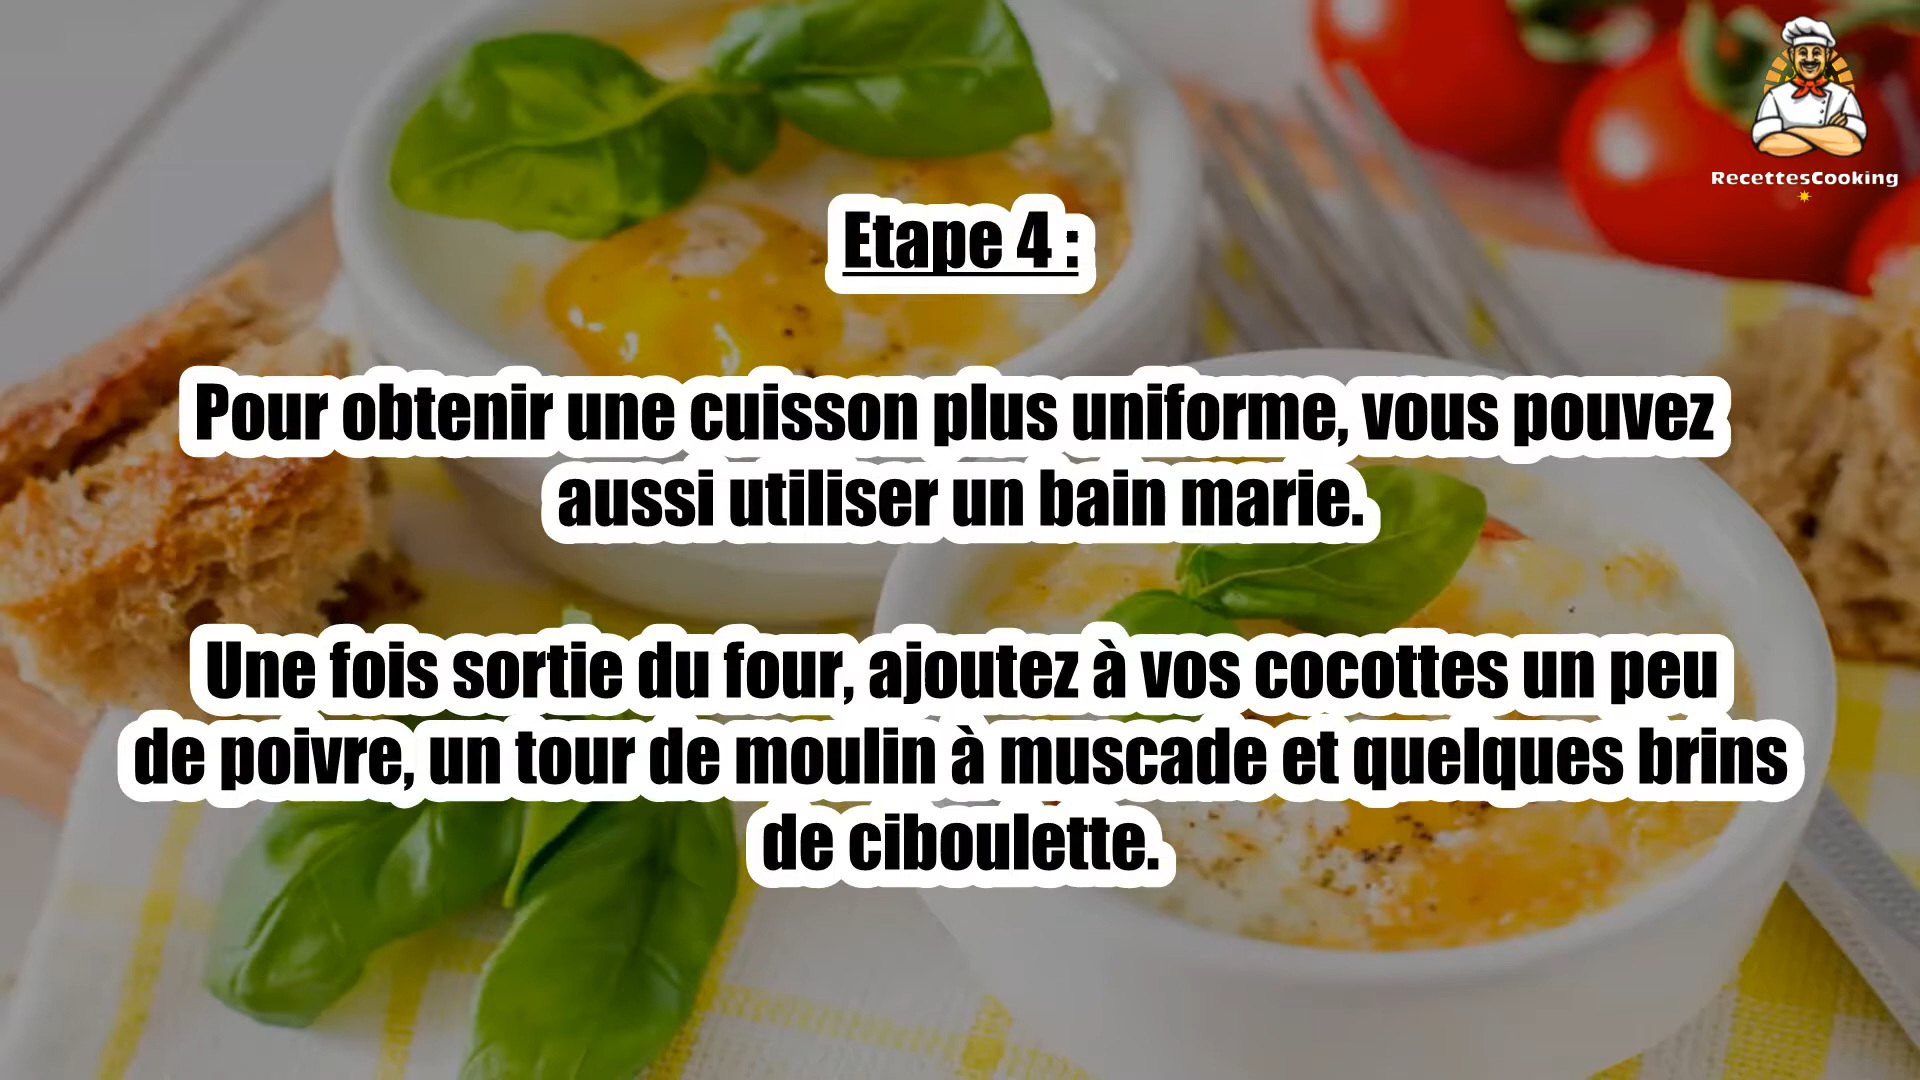 RecettesCooking
Etape 4 :
Pour obtenir une cuisson plus uniforme, vous pouvez
aussi utiliser un bain marie.
Une fois sortie du four, ajoutez à vos cocottes un peu
de poivre, un tour de moulin à muscade et quelques brins
de ciboulette.